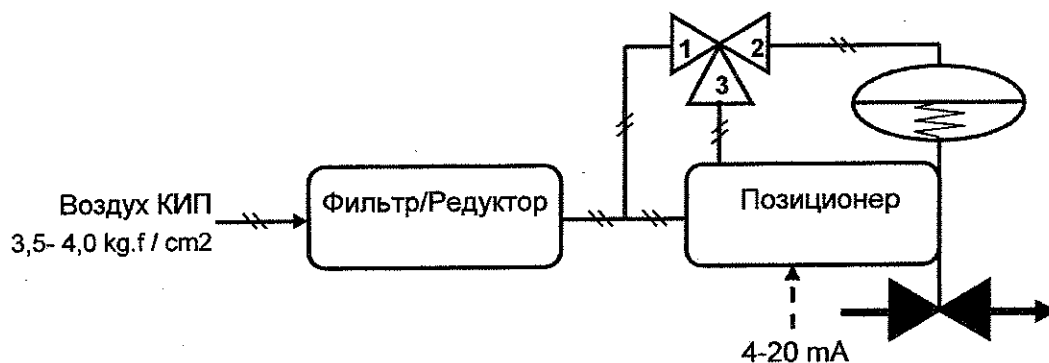 1 2
3
Воздух КИП
3,5- 4,0 kg.f / cm2
Фильтр/Редуктор
Позиционер
4-20 mA